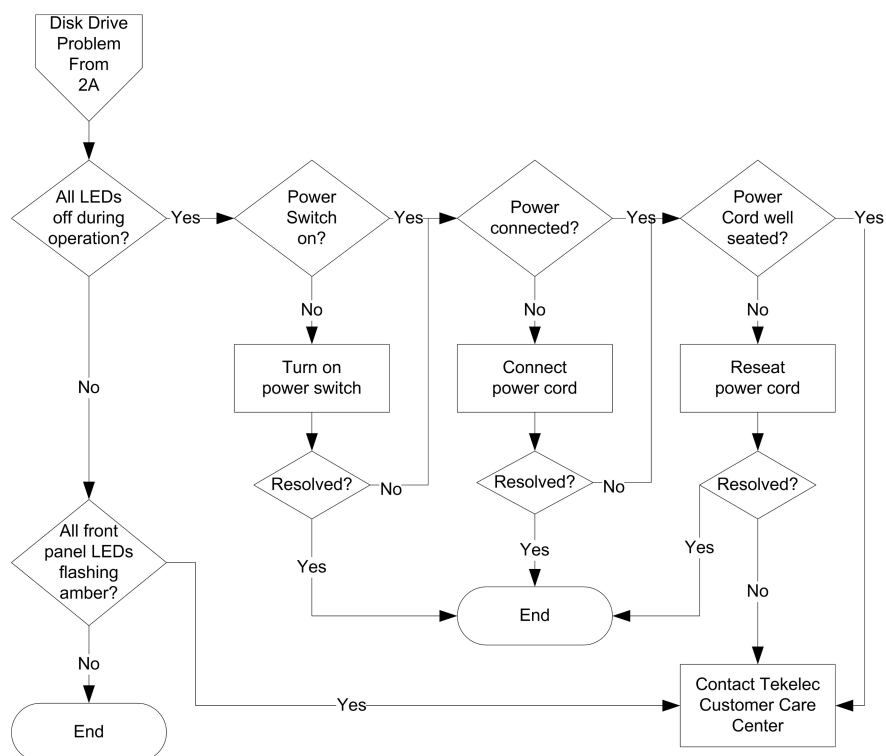 Disk Drive
Problem
From
2A
All LEDs
off during
operation?
Yes
Power
Switch
on?
Yes
Power
connected?
Yes
Power
Cord well
seated?
Yes
No
No
No
No
Turn on
power switch
Connect
power cord
Reseat
power cord
Resolved?
No
Resolved?
No
Resolved?
All front
panel LEDs
flashing
amber?
Yes
Yes
Yes
No
End
No
Yes
Contact Tekelec
Customer Care
Center
End